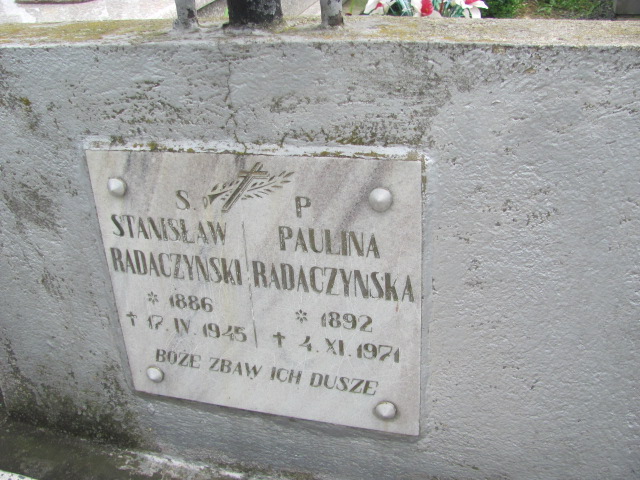 S. P
STANISŁAW
RADACZYNSKI
* 1886
† 17. IV. 1945
PAULINA
RADACZYNSKA
* 1892
† 4. XI. 1971
BOŻE ZBAW ICH DUSZE